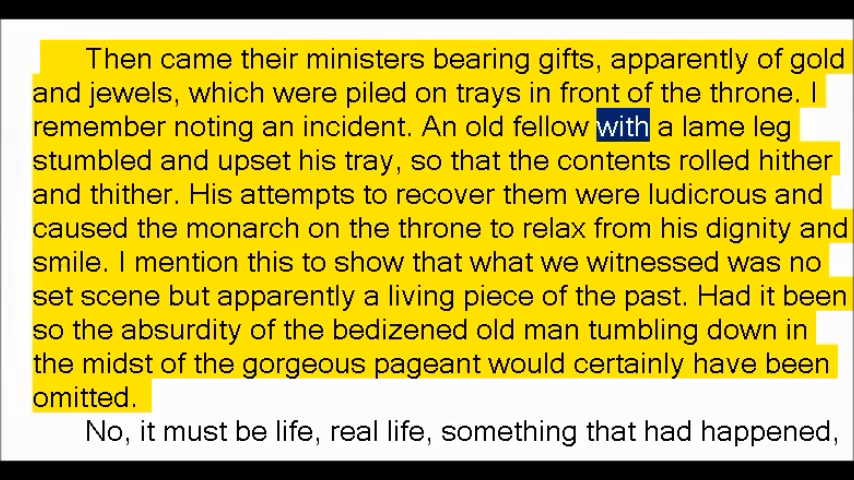 Then came their ministers bearing gifts, apparently of gold
and jewels, which were piled on trays in front of the throne. I
remember noting an incident. An old fellow with a lame leg
stumbled and upset his tray, so that the contents rolled hither
and thither. His attempts to recover them were ludicrous and
caused the monarch on the throne to relax from his dignity and
smile. I mention this to show that what we witnessed was no
set scene but apparently a living piece of the past. Had it been
so the absurdity of the bedizened old man tumbling down in
the midst of the gorgeous pageant would certainly have been
omitted.
No, it must be life, real life, something that had happened,